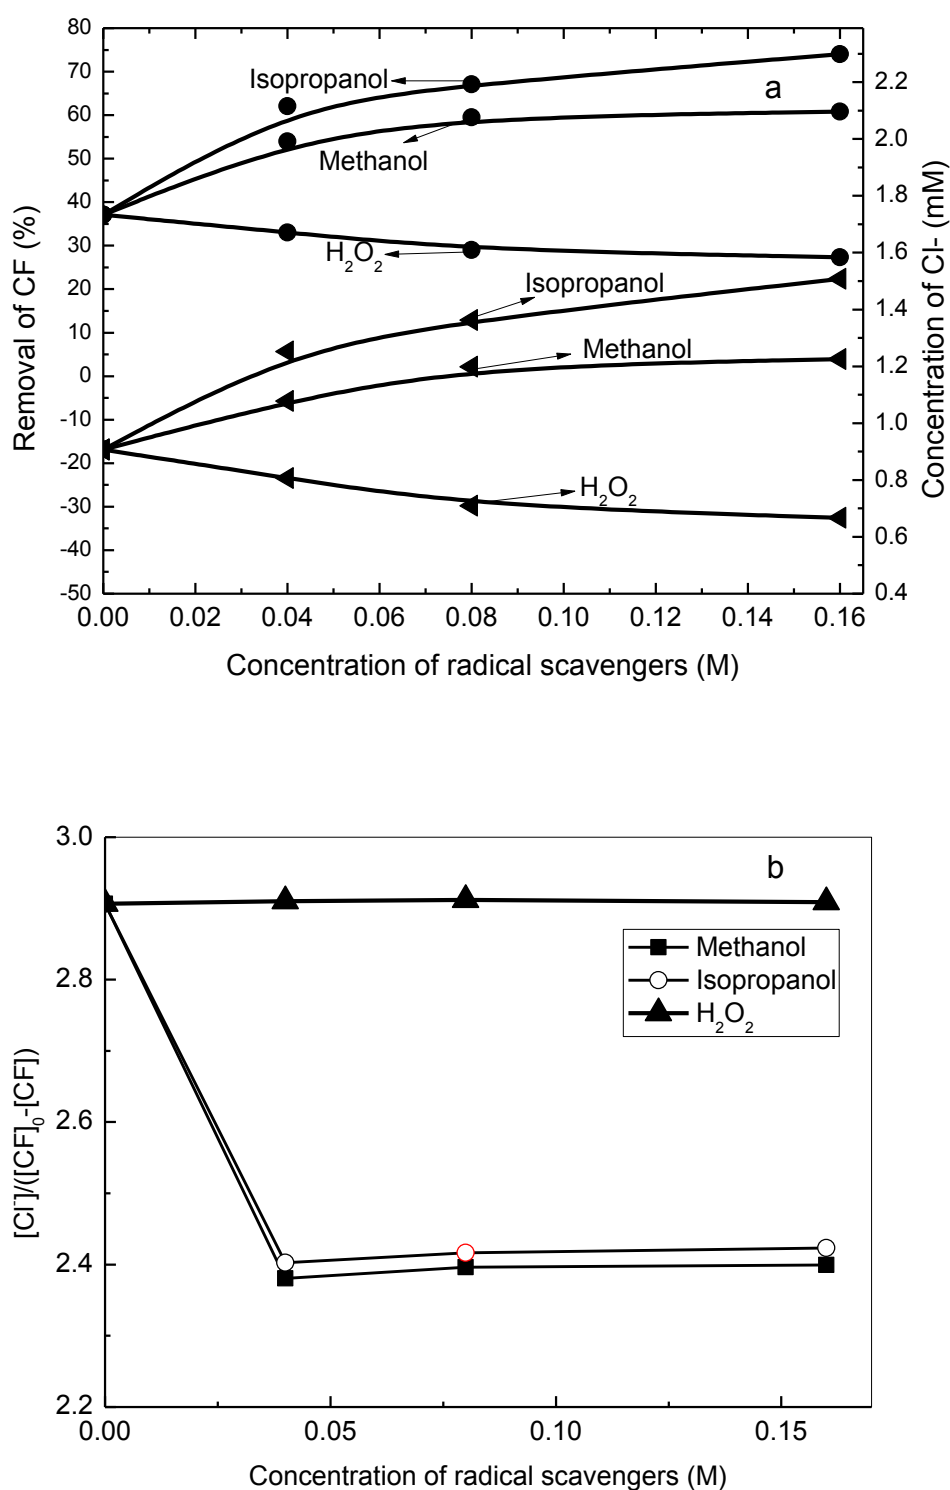 80
70
60
50
40
30
20
10
0
-10
-20
-30
-40
-50
Removal of CF (%)
a
Isopropanol
Methanol
H₂O₂
Isopropanol
Methanol
H₂O₂
2.2
2.0
1.8
1.6
1.4
1.2
1.0
0.8
0.6
0.4
Concentration of Cl- (mM)
0.00 0.02 0.04 0.06 0.08 0.10 0.12 0.14 0.16
Concentration of radical scavengers (M)
3.0
2.8
2.6
2.4
2.2
[Cl⁻]/([CF]₀-[CF])
b
Methanol
Isopropanol
H₂O₂
0.00 0.05 0.10 0.15
Concentration of radical scavengers (M)